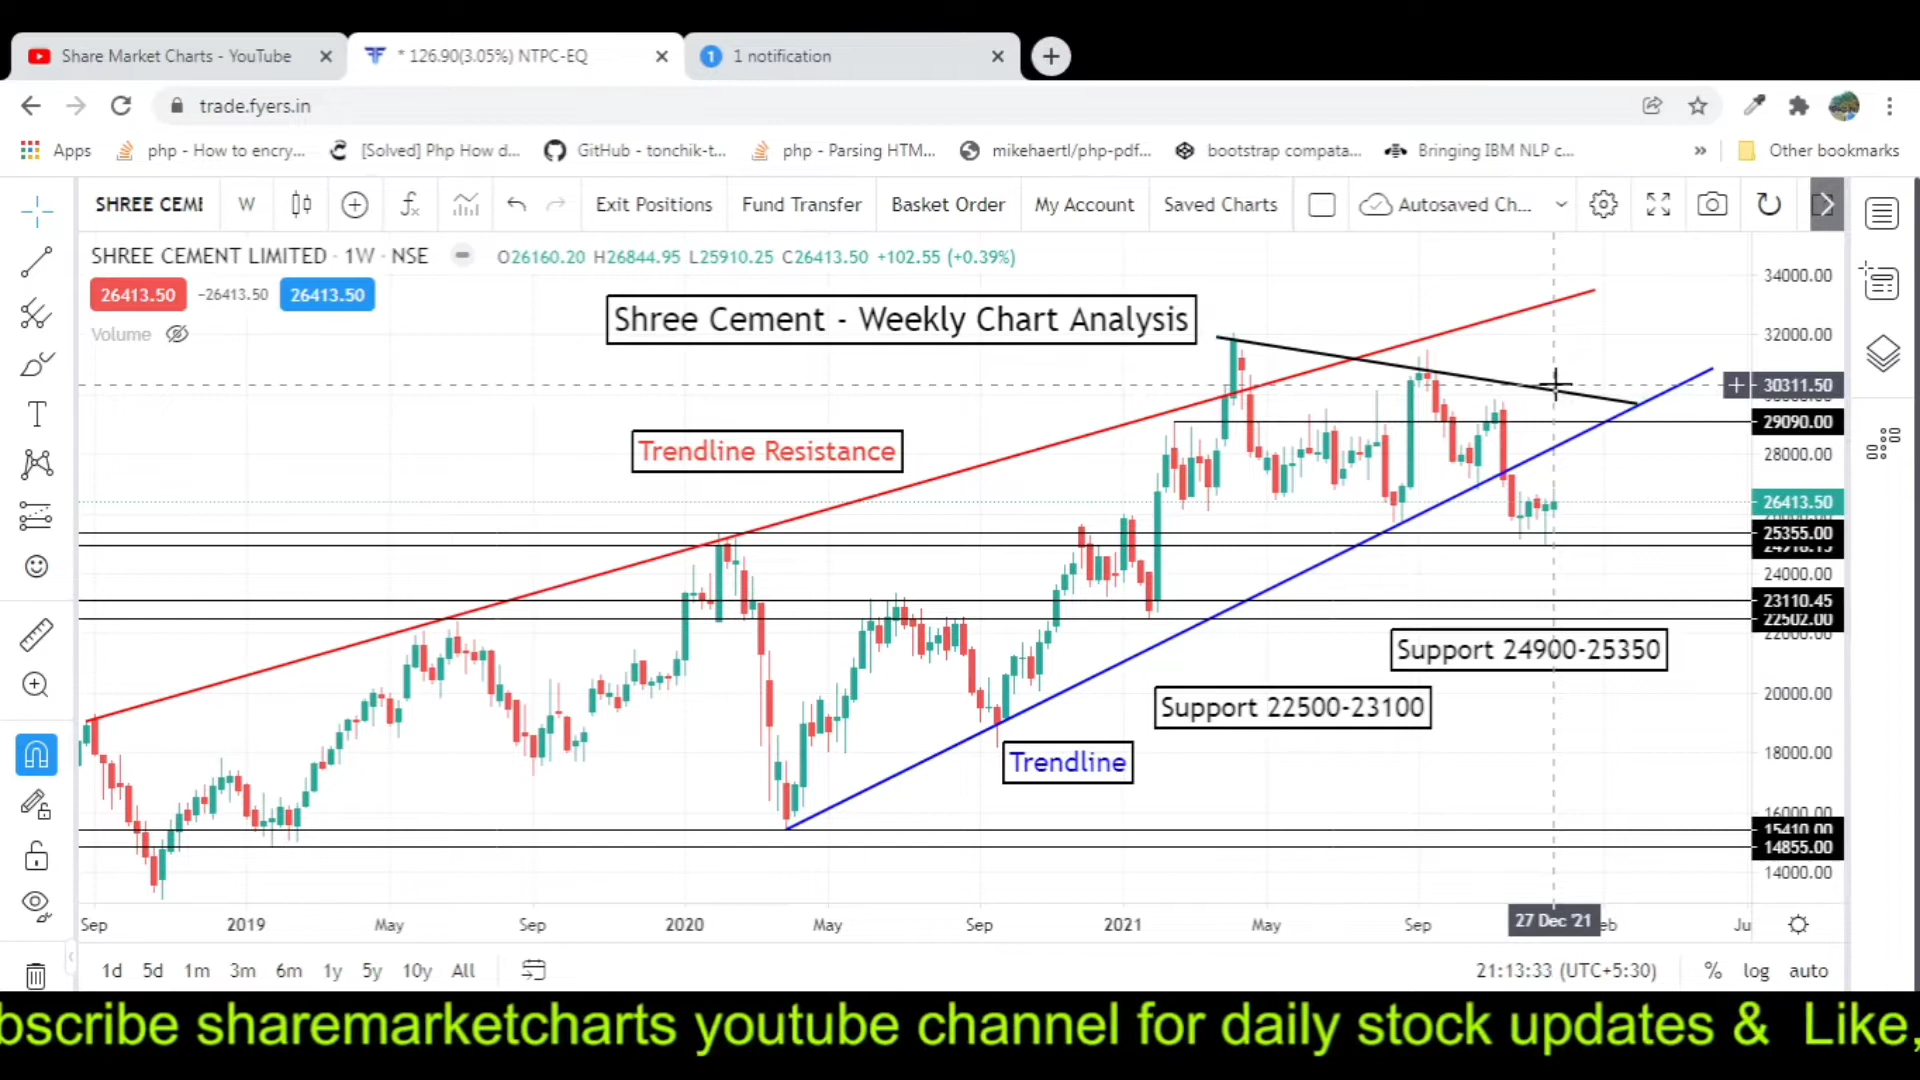 Share Market Charts - YouTube
* 126.90(3.05%) NTPC-EQ
1 notification
trade.fyers.in
Apps
php - How to encry...
[Solved] Php How d...
GitHub - tonchik-t...
php - Parsing HTM...
mikehaertl/php-pdf...
bootstrap compata...
Bringing IBM NLP c...
Other bookmarks
SHREE CEME
W
Exit Positions
Fund Transfer
Basket Order
My Account
Saved Charts
Autosaved Ch...
SHREE CEMENT LIMITED · 1W · NSE
O26160.20 H26844.95 L25910.25 C26413.50 +102.55 (+0.39%)
26413.50
-26413.50
26413.50
Volume
Shree Cement - Weekly Chart Analysis
Trendline Resistance
Support 24900-25350
Support 22500-23100
Trendline
34000.00
32000.00
30311.50
29090.00
28000.00
26413.50
25355.00
24000.00
23110.45
22502.00
22000.00
20000.00
18000.00
16000.00
15410.00
14855.00
14000.00
Sep
2019
May
Sep
2020
May
Sep
2021
May
Sep
27 Dec '21
eb
Ju
1d 5d 1m 3m 6m 1y 5y 10y All
21:13:33 (UTC+5:30)
%
log
auto
bscribe sharemarketcharts youtube channel for daily stock updates & Like,